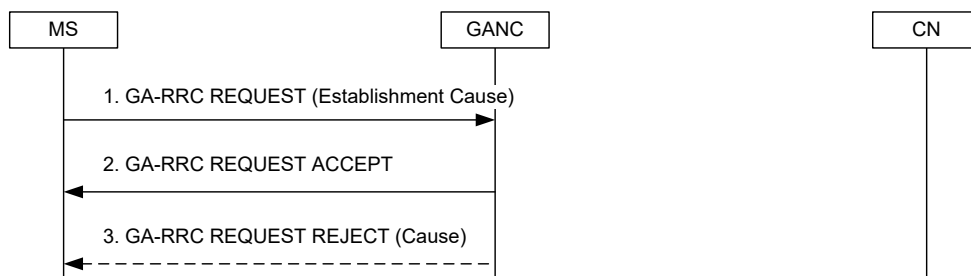 MS
GANC
CN
1. GA-RRC REQUEST (Establishment Cause)
2. GA-RRC REQUEST ACCEPT
3. GA-RRC REQUEST REJECT (Cause)